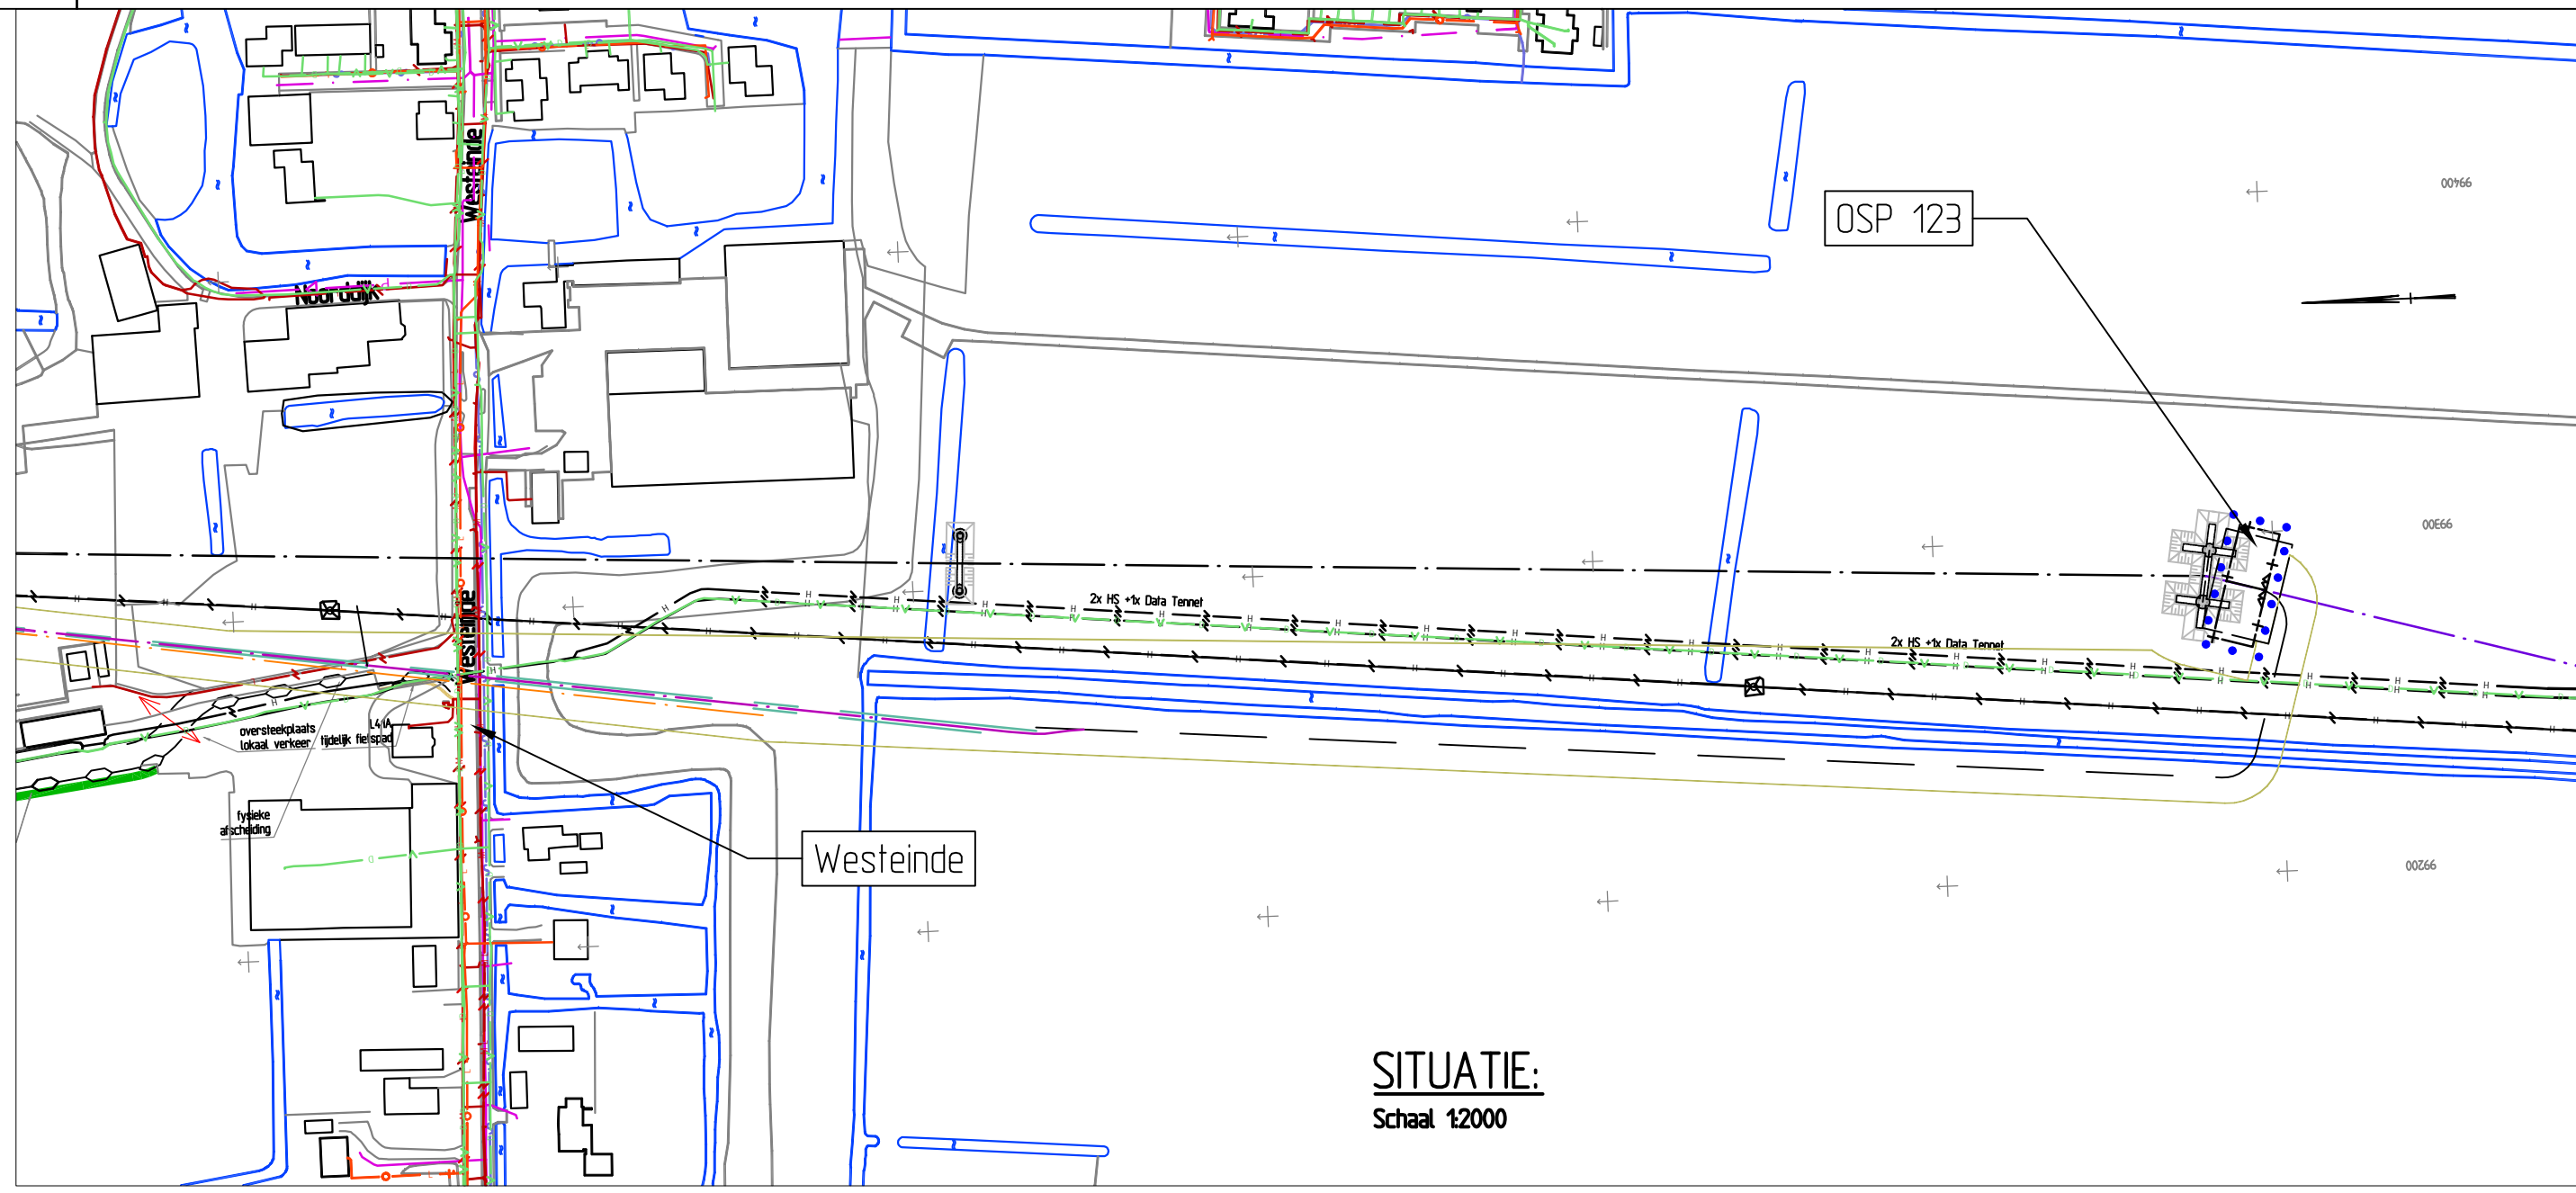 Westeinde
OSP 123
99400
Noorddijk
99300
2x HS +1x Data Tennet
2x HS +1x Data Tennet
Westeinde
L41A
oversteekplaats
lokaal verkeer
tijdelijk fietspad
fysieke
afscheiding
Westeinde
99200
SITUATIE:
Schaal 1:2000